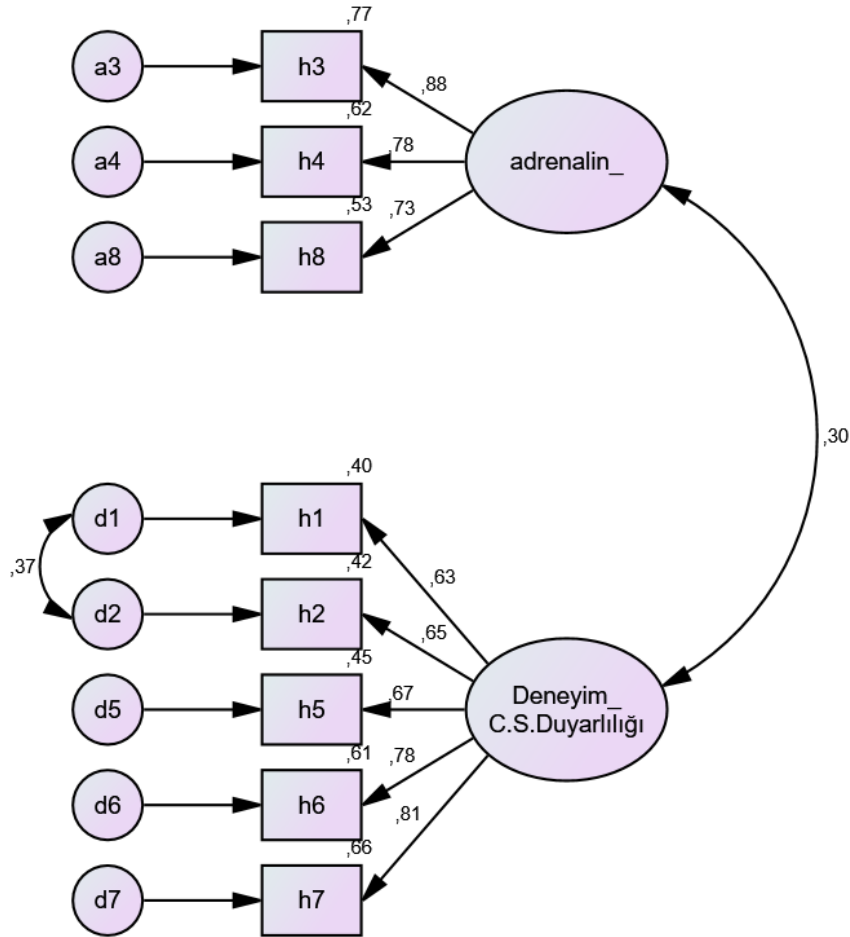 ,77
a3
h3
,88
,62
a4
h4
,78
adrenalin_
,53
,73
a8
h8
,30
,40
d1
h1
,37
,42
,63
d2
h2
,65
,45
d5
h5
,67
Deneyim_
C.S.Duyarlılığı
,61
,78
d6
h6
,81
,66
d7
h7